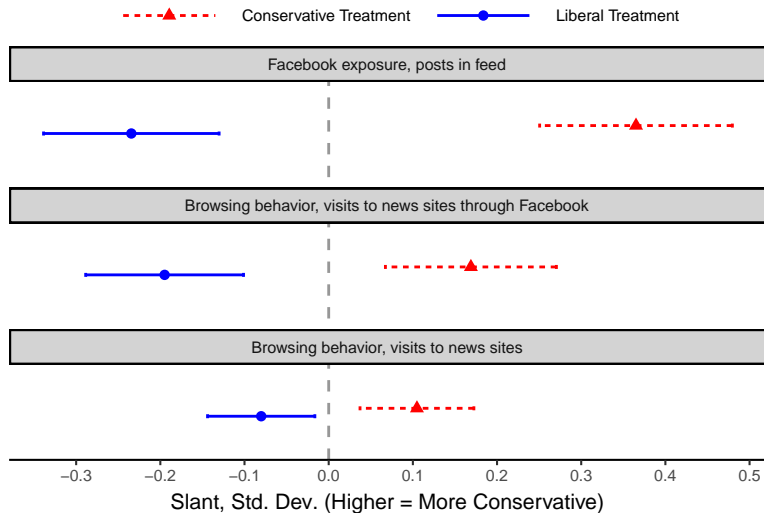 Conservative Treatment Liberal Treatment
Facebook exposure, posts in feed
Browsing behavior, visits to news sites through Facebook
Browsing behavior, visits to news sites
−0.3 −0.2 −0.1 0.0 0.1 0.2 0.3 0.4 0.5
Slant, Std. Dev. (Higher = More Conservative)